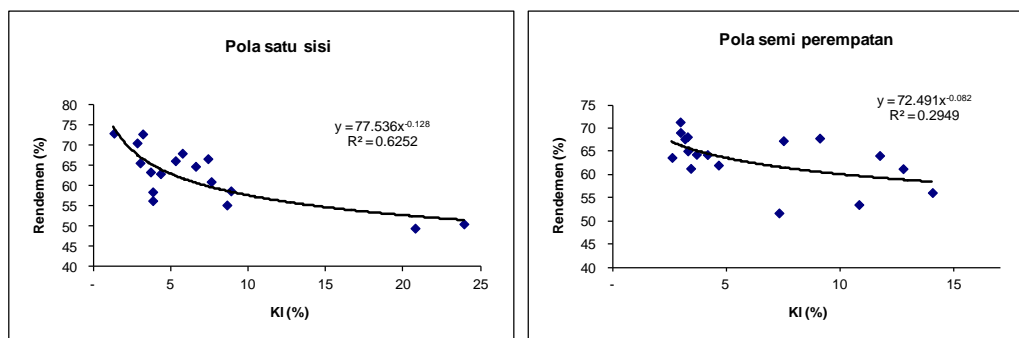 Pola satu sisi
y = 77.536x-0.128
R² = 0.6252
80
75
70
65
60
55
50
45
40
Rendemen (%)
- 5 10 15 20 25
KI (%)
Pola semi perempatan
y = 72.491x-0.082
R² = 0.2949
75
70
65
60
55
50
45
40
Rendemen (%)
- 5 10 15
KI (%)